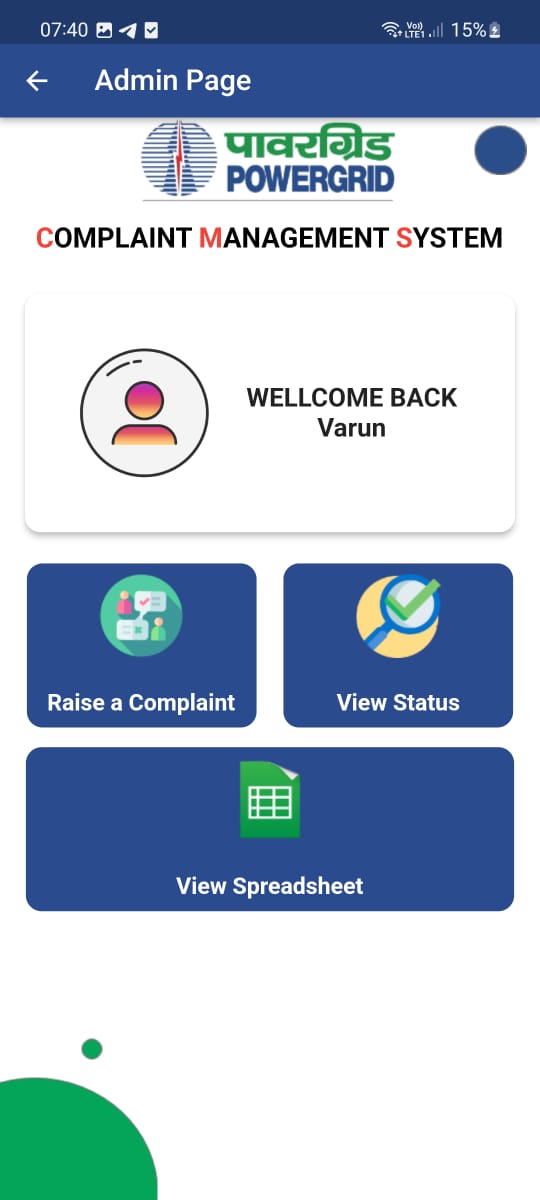 07:40
Vo)) LTE1 15%
Admin Page
पावरग्रिड
POWERGRID
COMPLAINT MANAGEMENT SYSTEM
WELLCOME BACK
Varun
Raise a Complaint
View Status
View Spreadsheet